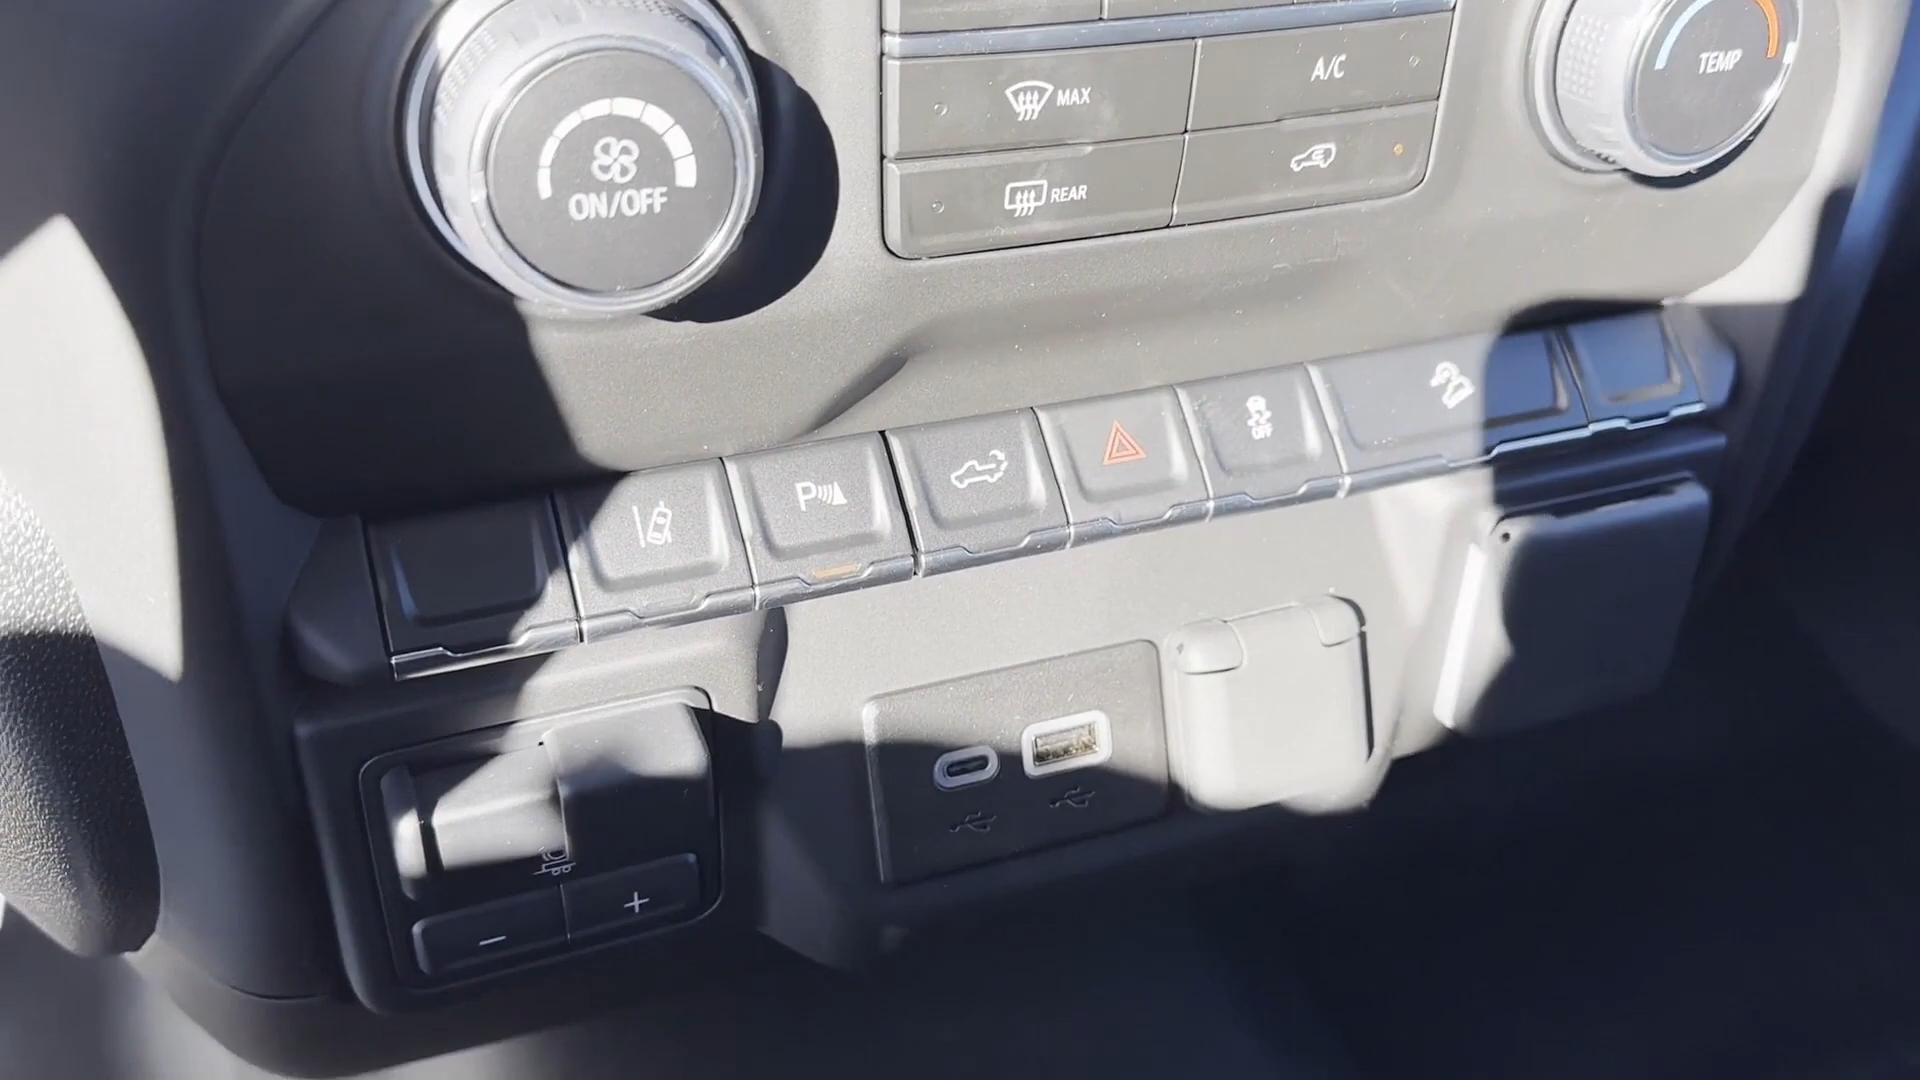 MAX
A/C
TEMP
ON/OFF
REAR
OFF
P
- +